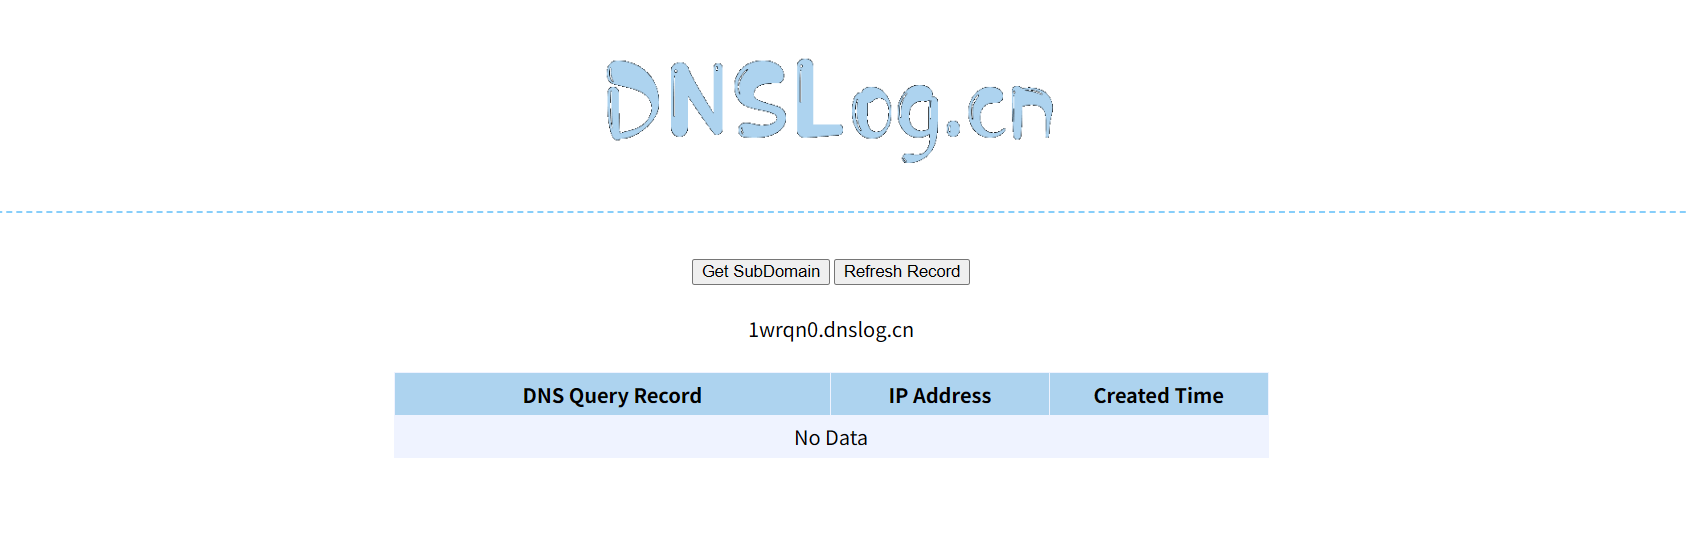 DNSLog.cn
Get SubDomain Refresh Record
1wrqn0.dnslog.cn
DNS Query Record IP Address Created Time
No Data